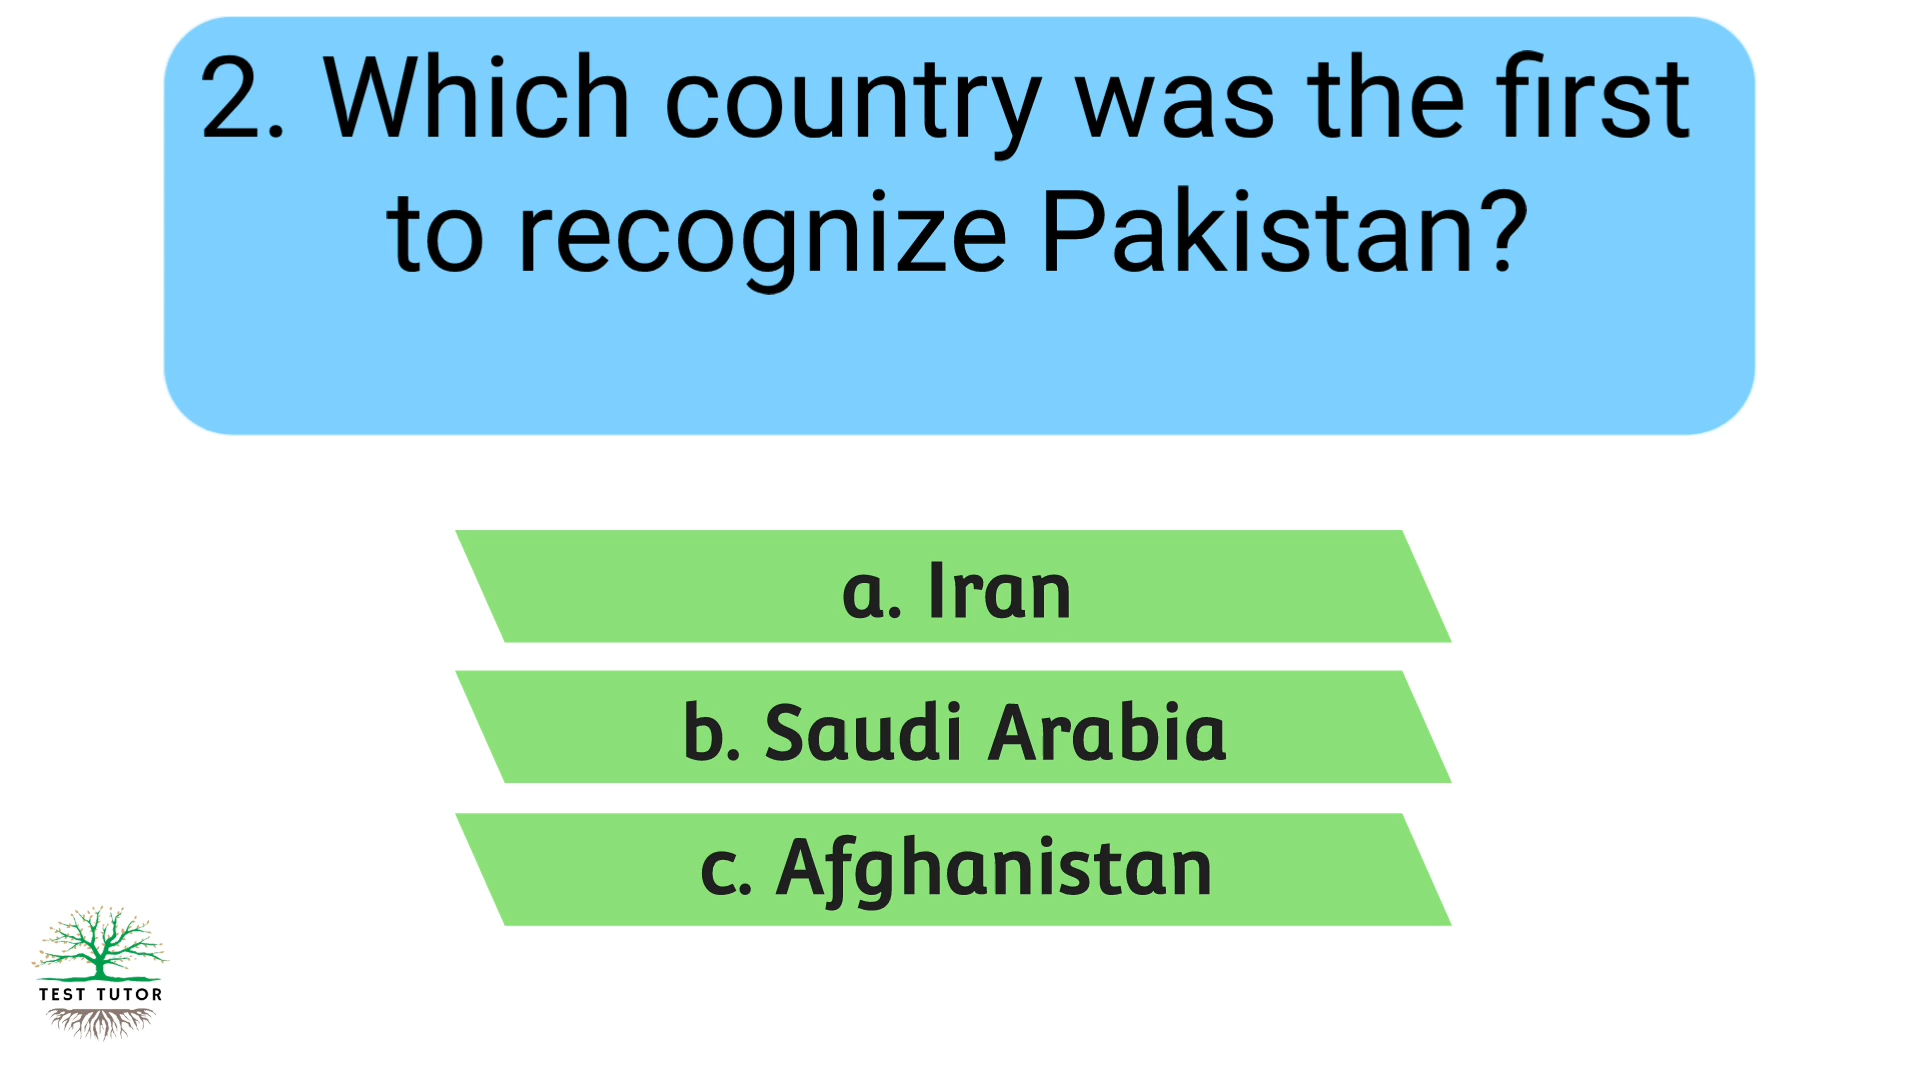 2. Which country was the first
to recognize Pakistan?
a. Iran
b. Saudi Arabia
c. Afghanistan
TEST TUTOR